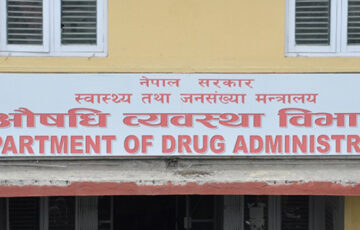 नेपाल सरकार
स्वास्थ्य तथा जनसंख्या मन्त्रालय
औषधि व्यवस्था विभा
PARTMENT OF DRUG ADMINISTR